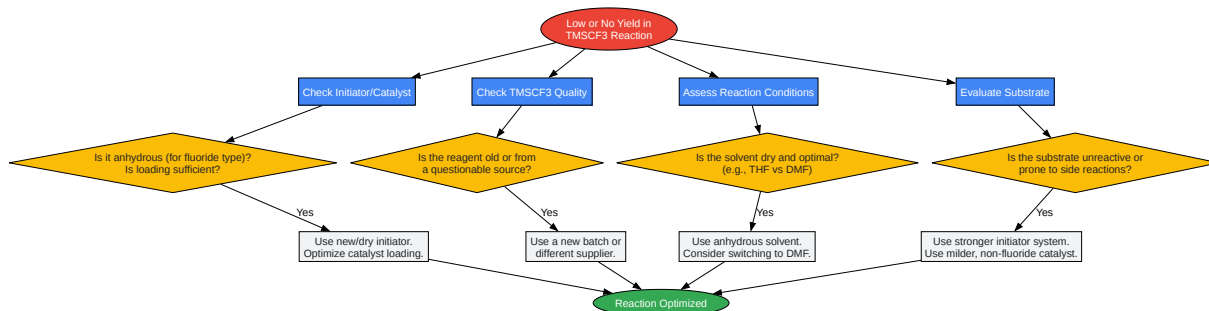 Low or No Yield in
TMSCF3 Reaction
Check Initiator/Catalyst
Check TMSCF3 Quality
Assess Reaction Conditions
Evaluate Substrate
Is it anhydrous (for fluoride type)?
Is loading sufficient?
Is the reagent old or from
a questionable source?
Is the solvent dry and optimal?
(e.g., THF vs DMF)
Is the substrate unreactive or
prone to side reactions?
Yes
Yes
Yes
Yes
Use new/dry initiator.
Optimize catalyst loading.
Use a new batch or
different supplier.
Use anhydrous solvent.
Consider switching to DMF.
Use stronger initiator system.
Use milder, non-fluoride catalyst.
Reaction Optimized